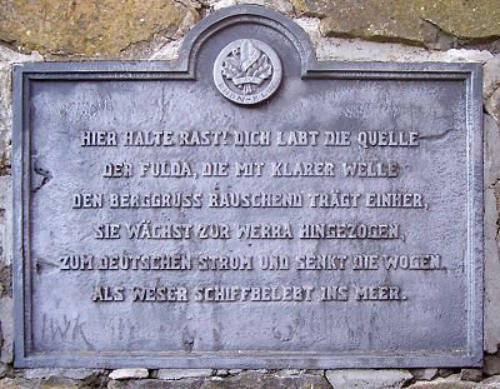 HIER HALTE RAST! DICH LABT DIE QUELLE
DER FULDA, DIE MIT KLARER WELLE
DEN BERGGRUSS RAUSCHEND TRÄGT EINHER,
SIE WÄCHST ZUR WERRA HINGEZOGEN,
ZUM DEUTSCHEN STROM UND SENKT DIE WOGEN,
ALS WESER SCHIFFBELEBT INS MEER.